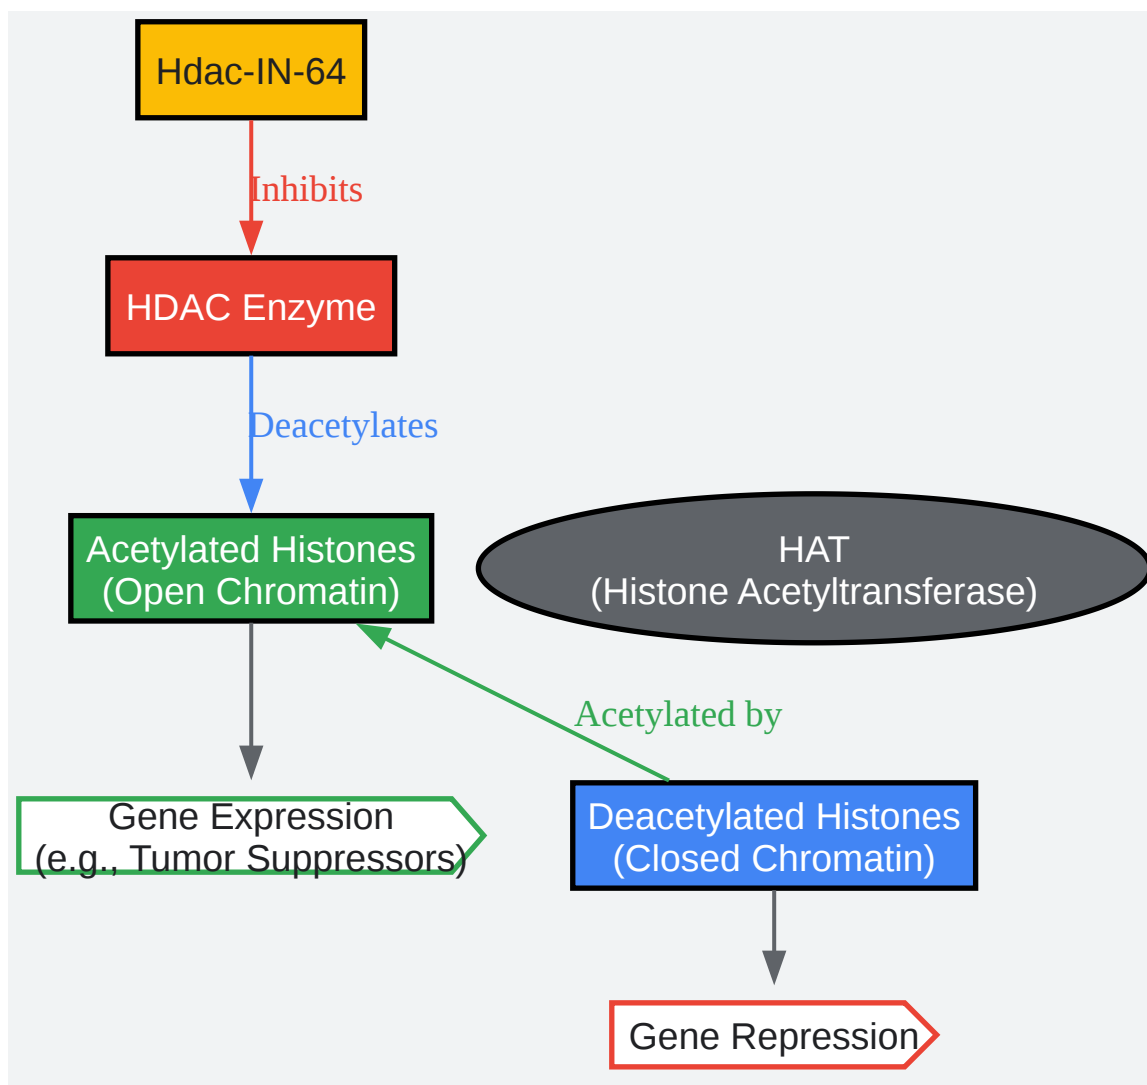 Hdac-IN-64
Inhibits
HDAC Enzyme
Deacetylates
Acetylated Histones
(Open Chromatin)
HAT
(Histone Acetyltransferase)
Acetylated by
Gene Expression
(e.g., Tumor Suppressors)
Deacetylated Histones
(Closed Chromatin)
Gene Repression